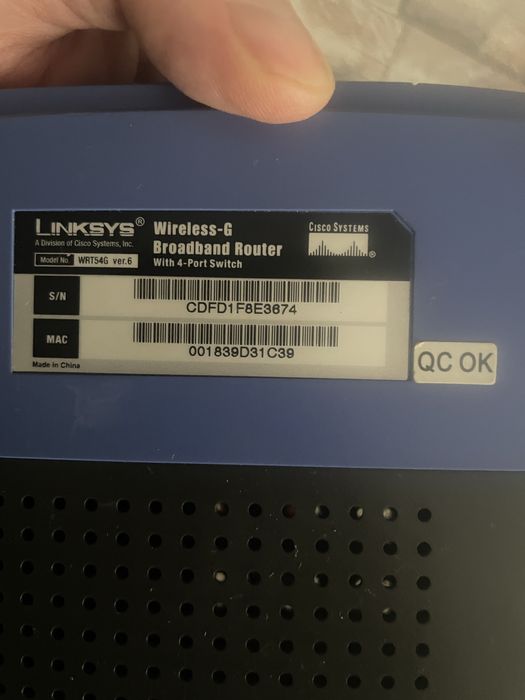 LINKSYS®
A Division of Cisco Systems, Inc.
Wireless-G
Broadband Router
With 4-Port Switch
CISCO SYSTEMS
®
Model No. WRT54G ver.6
S/N
CDFD1F8E3674
MAC
001839D31C39
Made in China
QC OK